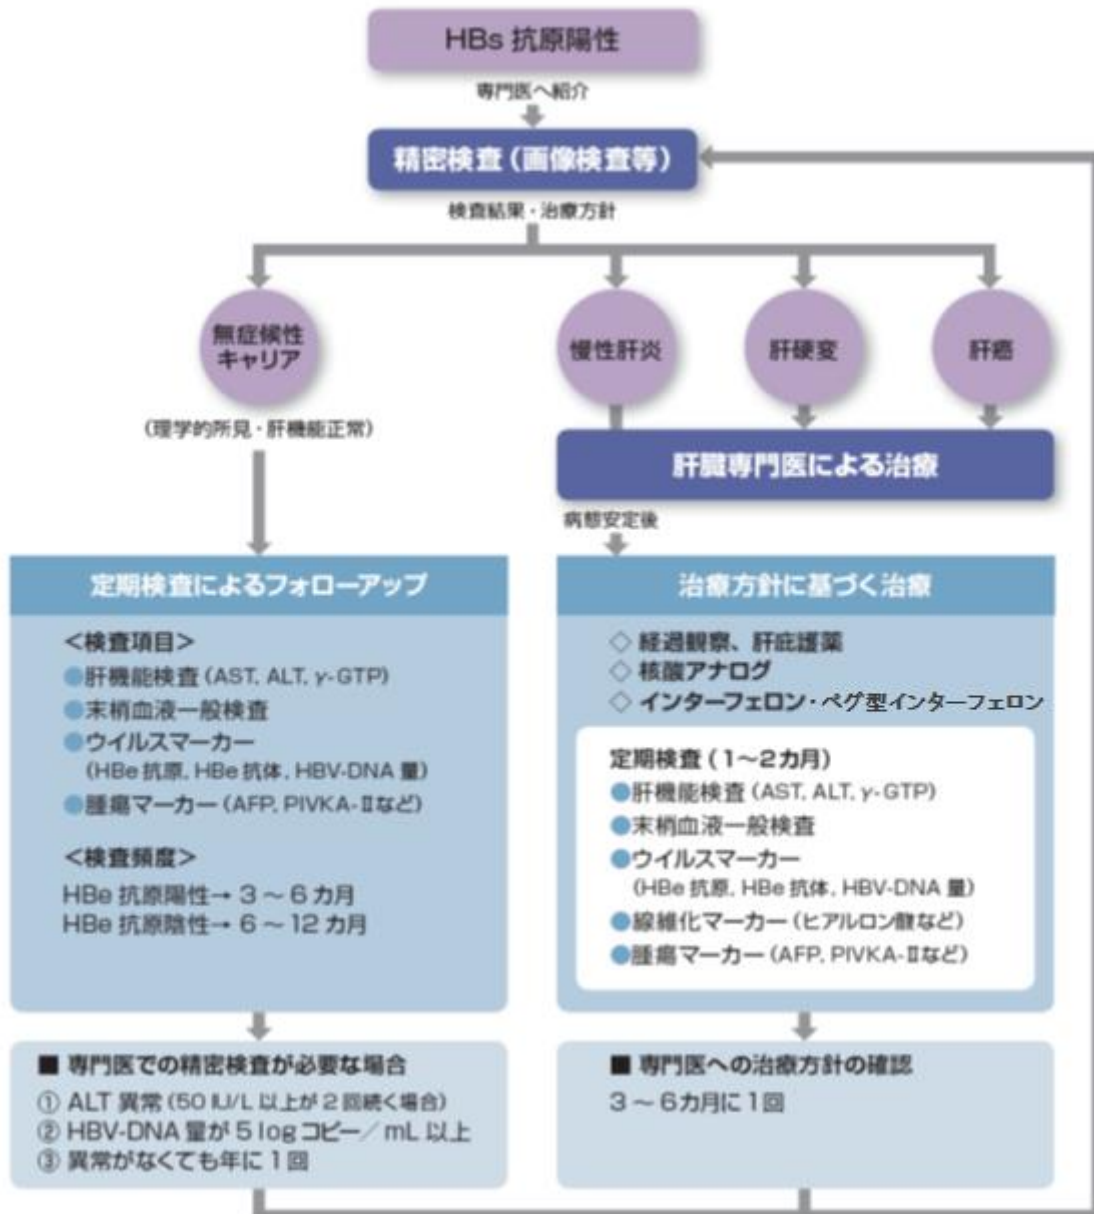 HBs 抗原陽性
専門医へ紹介
精密検査（画像検査等）
検査結果・治療方針
無症候性
キャリア
慢性肝炎
肝硬変
肝癌
（理学的所見・肝機能正常）
肝臓専門医による治療
病態安定後
定期検査によるフォローアップ
＜検査項目＞
●肝機能検査（AST, ALT, γ-GTP）
●末梢血液一般検査
●ウイルスマーカー
（HBe 抗原, HBe 抗体, HBV-DNA 量）
●腫瘍マーカー（AFP, PIVKA-Ⅱなど）
＜検査頻度＞
HBe 抗原陽性→ 3 ～ 6 カ月
HBe 抗原陰性→ 6 ～ 12 カ月
治療方針に基づく治療
◇ 経過観察、肝庇護薬
◇ 核酸アナログ
◇ インターフェロン・ペグ型インターフェロン
定期検査（1～2カ月）
●肝機能検査（AST, ALT, γ-GTP）
●末梢血液一般検査
●ウイルスマーカー
（HBe 抗原, HBe 抗体, HBV-DNA 量）
●線維化マーカー（ヒアルロン酸など）
●腫瘍マーカー（AFP, PIVKA-Ⅱなど）
■ 専門医での精密検査が必要な場合
① ALT 異常（50 IU/L 以上が 2 回続く場合）
② HBV-DNA 量が 5 log コピー／ mL 以上
③ 異常がなくても年に 1 回
■ 専門医への治療方針の確認
3 ～ 6カ月に 1 回